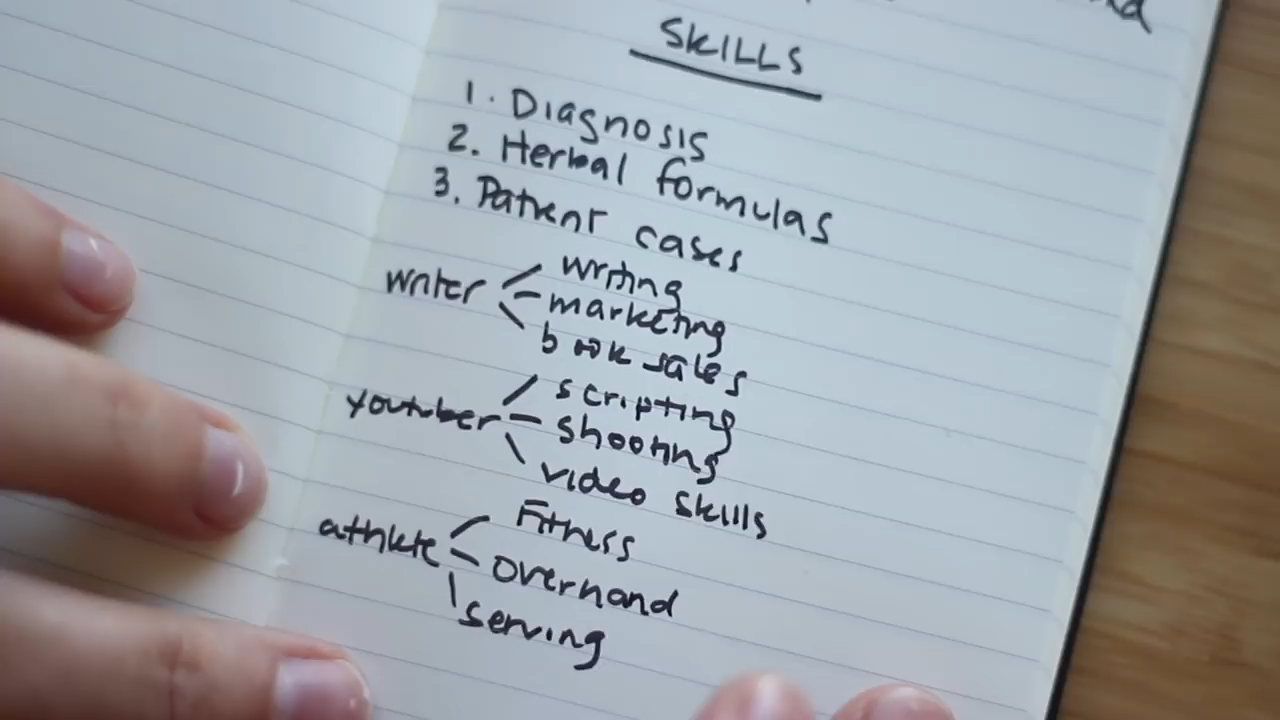 SKILLS
1. Diagnosis
2. Herbal formulas
3. Patient cases
writer
writing
marketing
book sales
youtuber
scripting
shooting
video skills
athlete
Fitness
overhand
serving